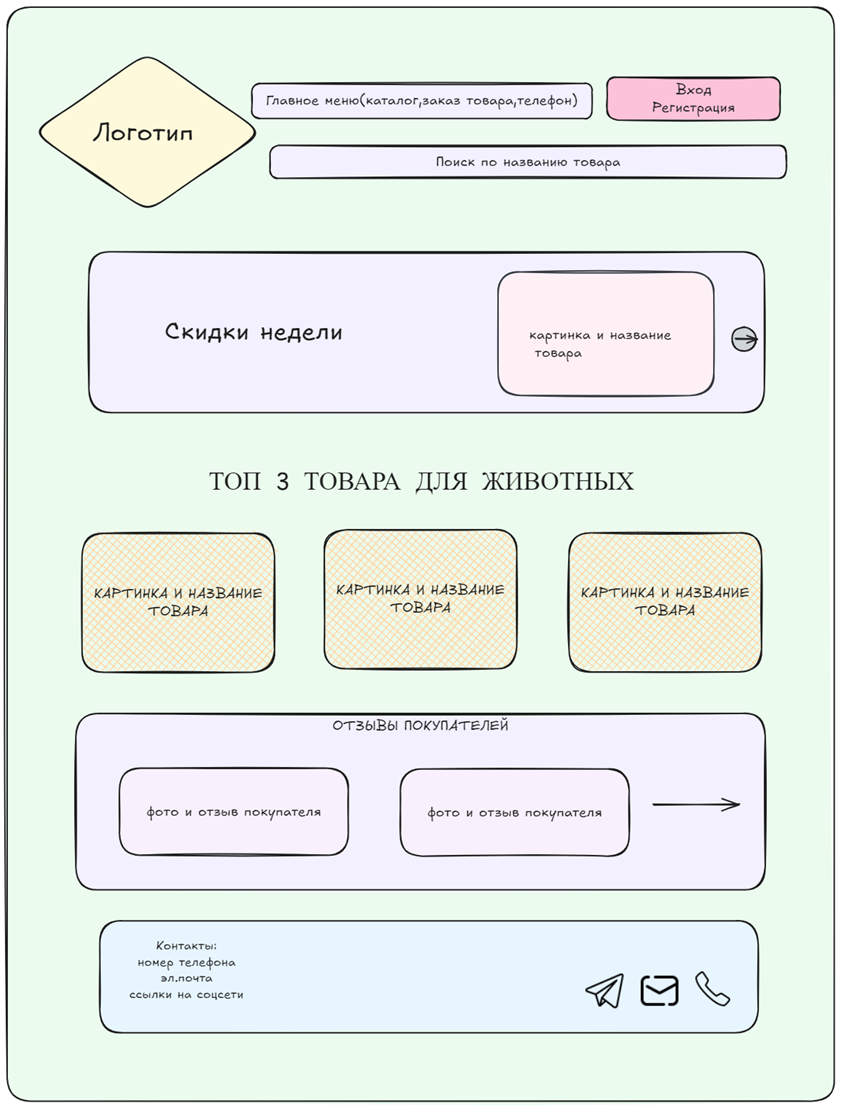 Логотип
Главное меню(каталог,заказ товара,телефон)
Вход
Регистрация
Поиск по названию товара
Скидки недели
картинка и название
товара
ТОП 3 ТОВАРА ДЛЯ ЖИВОТНЫХ
КАРТИНКА И НАЗВАНИЕ
ТОВАРА
КАРТИНКА И НАЗВАНИЕ
ТОВАРА
КАРТИНКА И НАЗВАНИЕ
ТОВАРА
ОТЗЫВЫ ПОКУПАТЕЛЕЙ
фото и отзыв покупателя
фото и отзыв покупателя
Контакты:
номер телефона
эл.почта
ссылки на соцсети